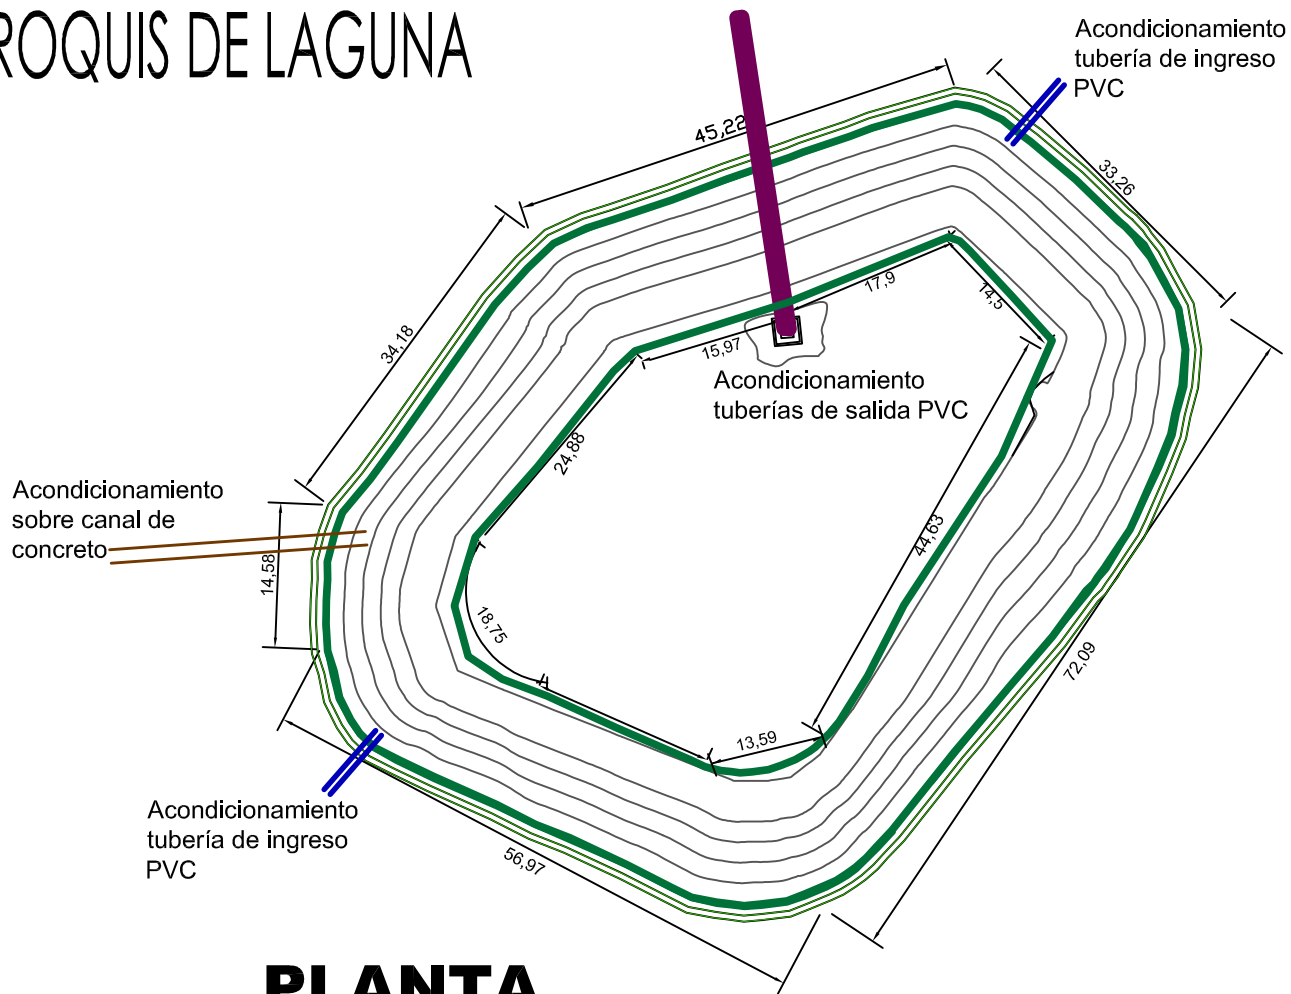 ROQUIS DE LAGUNA
Acondicionamiento
tubería de ingreso
PVC
45,22
33,26
34,18
17,9
14,5
15,97
Acondicionamiento
tuberías de salida PVC
24,88
44,63
Acondicionamiento
sobre canal de
concreto
14,58
18,75
72,09
13,59
Acondicionamiento
tubería de ingreso
PVC
56,97
PLANTA